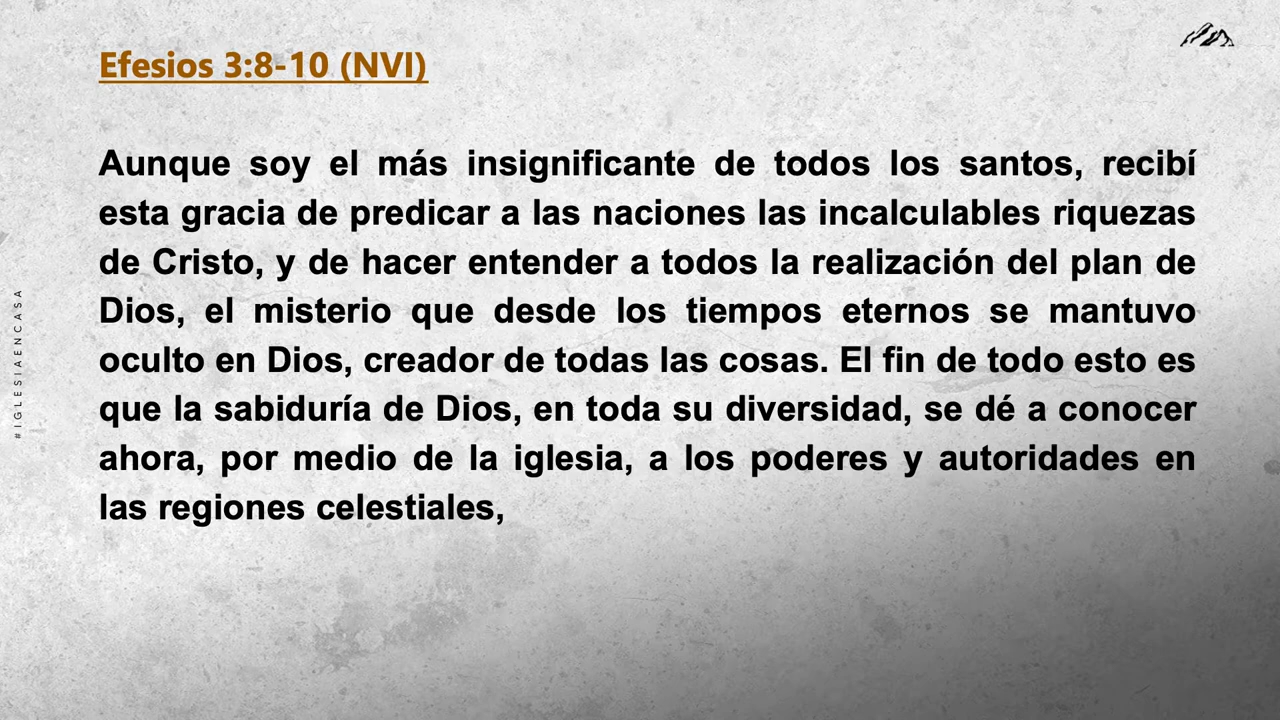 Efesios 3:8-10 (NVI)
Aunque soy el más insignificante de todos los santos, recibí
esta gracia de predicar a las naciones las incalculables riquezas
de Cristo, y de hacer entender a todos la realización del plan de
Dios, el misterio que desde los tiempos eternos se mantuvo
oculto en Dios, creador de todas las cosas. El fin de todo esto es
que la sabiduría de Dios, en toda su diversidad, se dé a conocer
ahora, por medio de la iglesia, a los poderes y autoridades en
las regiones celestiales,
#IGLESIAENCASA